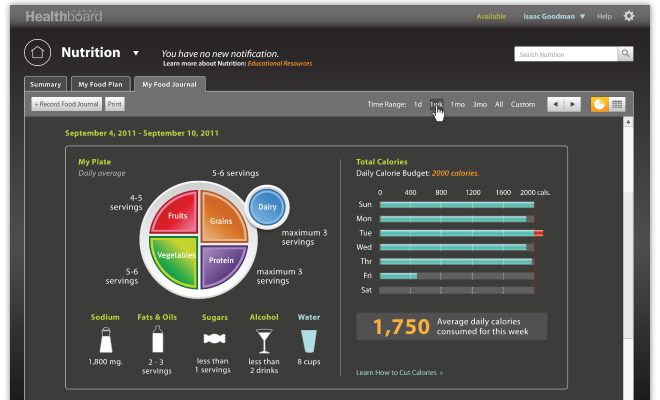 Healthboard
Available
Isaac Goodman
Help
Nutrition
You have no new notification.
Learn more about Nutrition: Educational Resources
Search Nutrition
Summary
My Food Plan
My Food Journal
+ Record Food Journal
Print
Time Range: 1d 1wk 1mo 3mo All Custom
September 4, 2011 - September 10, 2011
My Plate
Daily average
5-6 servings
4-5
servings
Fruits
Grains
Dairy
maximum 3
servings
Vegetables
Protein
5-6
servings
maximum 3
servings
Sodium
Fats & Oils
Sugars
Alcohol
Water
1,800 mg.
2 - 3
servings
less than
1 servings
less than
2 drinks
8 cups
Total Calories
Daily Calorie Budget: 2000 calories.
0 400 800 1200 1600 2000 cals.
Sun
Mon
Tue
Wed
Thr
Fri
Sat
1,750
Average daily calories
consumed for this week
Learn How to Cut Calories »